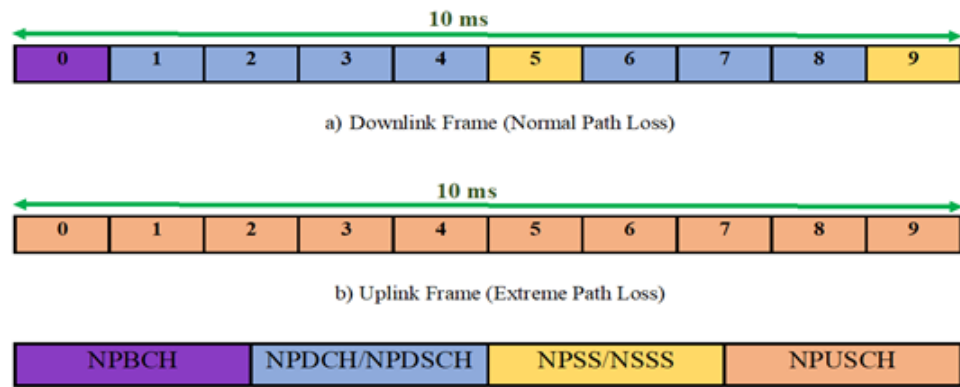 10 ms
0 1 2 3 4 5 6 7 8 9
a) Downlink Frame (Normal Path Loss)
10 ms
0 1 2 3 4 5 6 7 8 9
b) Uplink Frame (Extreme Path Loss)
NPBCH NPDCH/NPDSCH NPSS/NSSS NPUSCH